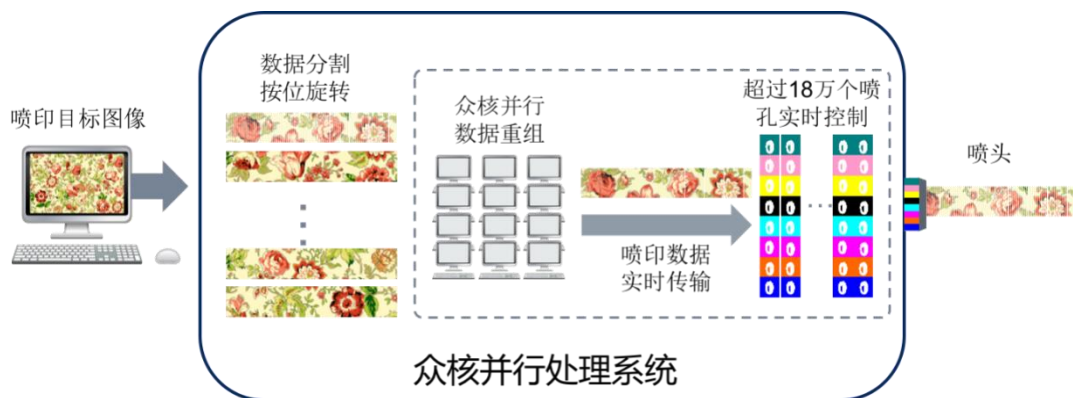 喷印目标图像
数据分割
按位旋转
众核并行
数据重组
喷印数据
实时传输
超过18万个喷
孔实时控制
喷头
众核并行处理系统